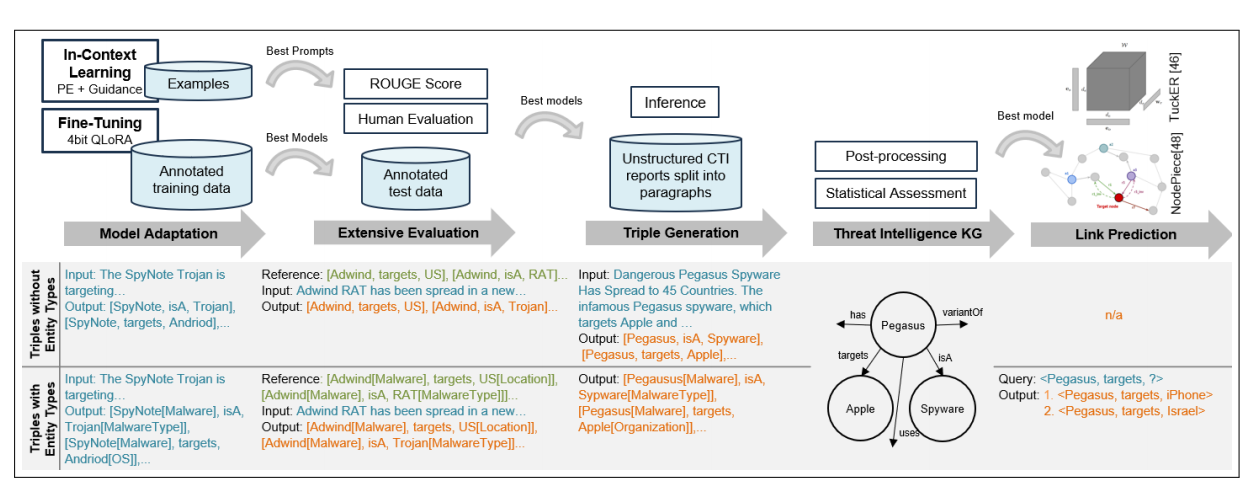 In-Context
Learning
PE + Guidance
Examples
Fine-Tuning
4bit QLoRA
Annotated
training data
Best Prompts
Best Models
ROUGE Score
Human Evaluation
Annotated
test data
Best models
Inference
Unstructured CTI
reports split into
paragraphs
Post-processing
Statistical Assessment
Best model
TuckER [46]
NodePiece[48]
Target node
Model Adaptation
Extensive Evaluation
Triple Generation
Threat Intelligence KG
Link Prediction
Triples without
Entity Types
Input: The SpyNote Trojan is
targeting…
Output: [SpyNote, isA, Trojan],
[SpyNote, targets, Andriod],...
Reference: [Adwind, targets, US], [Adwind, isA, RAT]...
Input: Adwind RAT has been spread in a new…
Output: [Adwind, targets, US], [Adwind, isA, Trojan]...
Input: Dangerous Pegasus Spyware
Has Spread to 45 Countries. The
infamous Pegasus spyware, which
targets Apple and …
Output: [Pegasus, isA, Spyware],
[Pegasus, targets, Apple],...
n/a
Triples with
Entity Types
Input: The SpyNote Trojan is
targeting…
Output: [SpyNote[Malware], isA,
Trojan[MalwareType]],
[SpyNote[Malware], targets,
Andriod[OS]],...
Reference: [Adwind[Malware], targets, US[Location]],
[Adwind[Malware], isA, RAT[MalwareType]]]...
Input: Adwind RAT has been spread in a new…
Output: [Adwind[Malware], targets, US[Location]],
[Adwind[Malware], isA, Trojan[MalwareType]]...
Output: [Pegausus[Malware], isA,
Sypware[MalwareType]],
[Pegasus[Malware], targets,
Apple[Organization]],...
has
Pegasus
variantOf
targets
isA
Apple
Spyware
uses
Query: <Pegasus, targets, ?>
Output: 1. <Pegasus, targets, iPhone>
2. <Pegasus, targets, Israel>